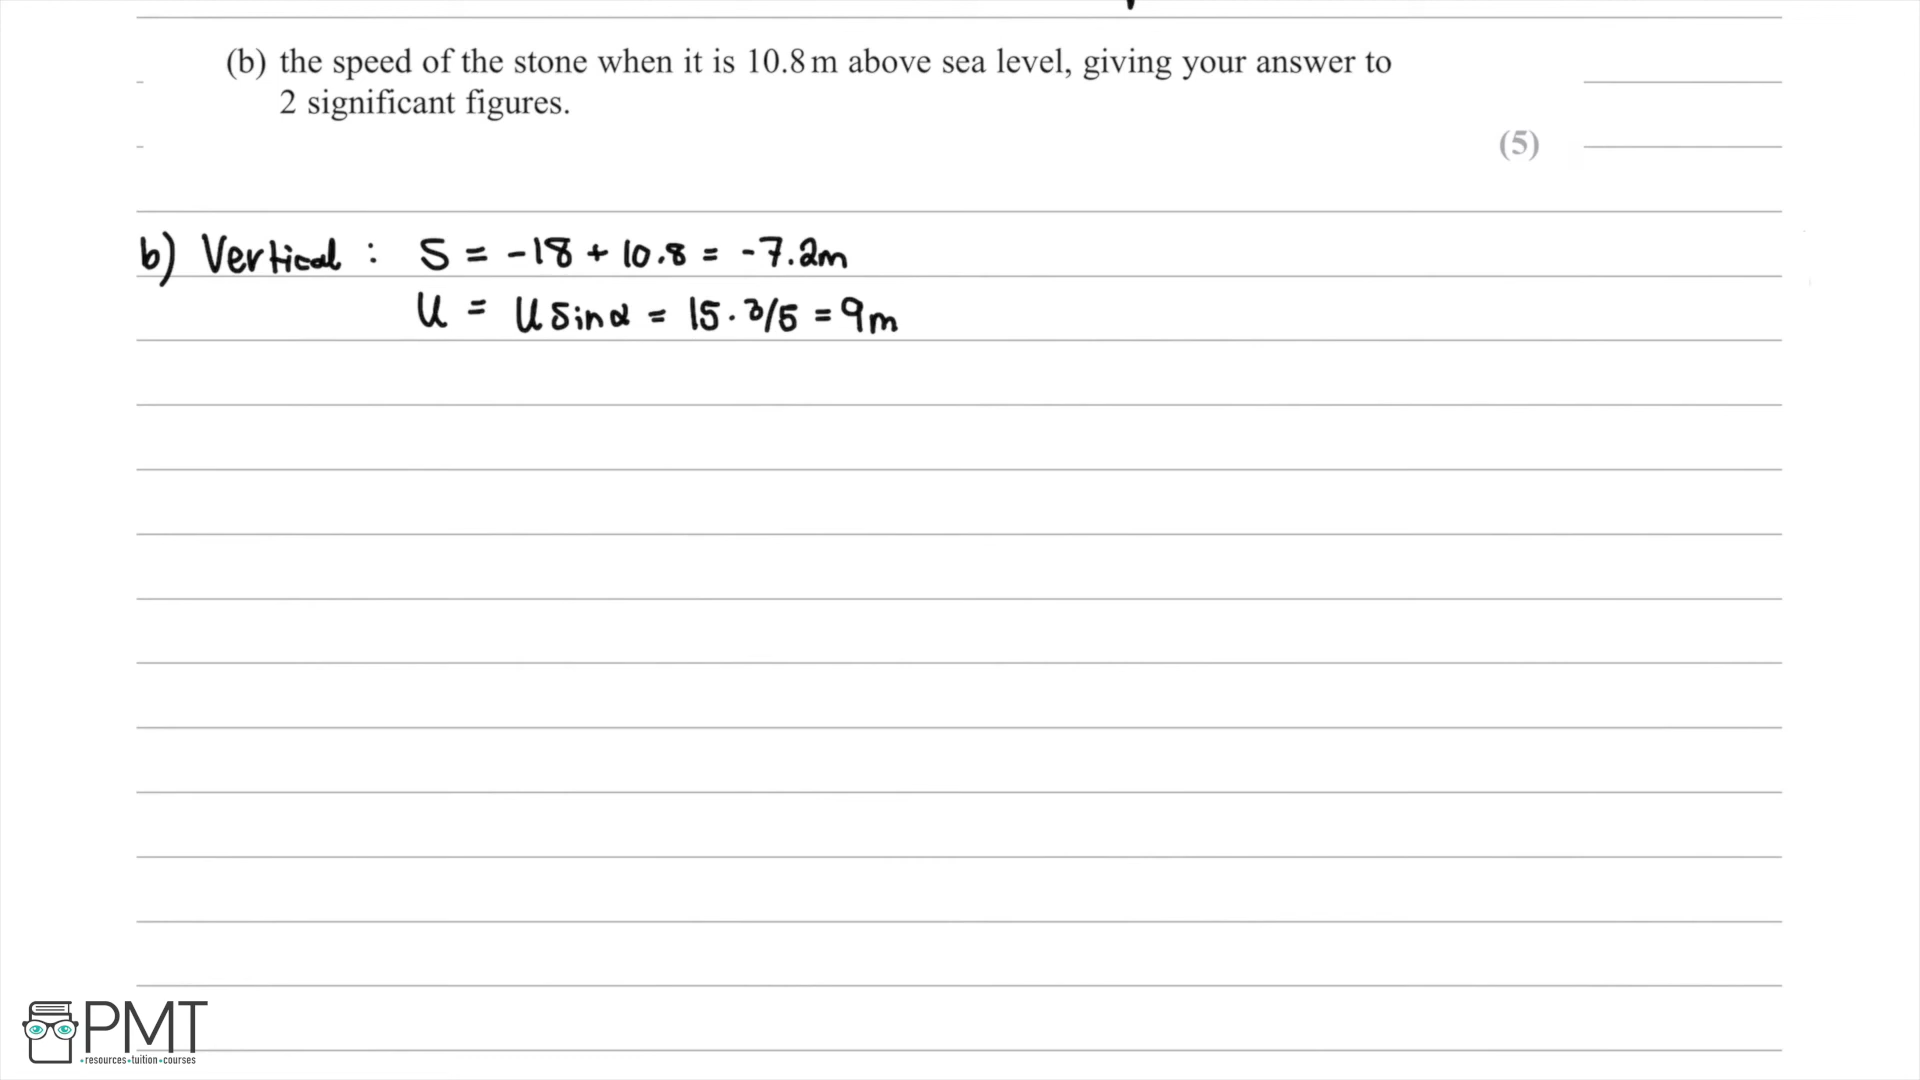 (b) the speed of the stone when it is 10.8 m above sea level, giving your answer to
2 significant figures.
(5)
b) Vertical : S = -18 + 10.8 = -7.2m
U = U sinα = 15 . 3/5 = 9m
PMT
•resources•tuition•courses